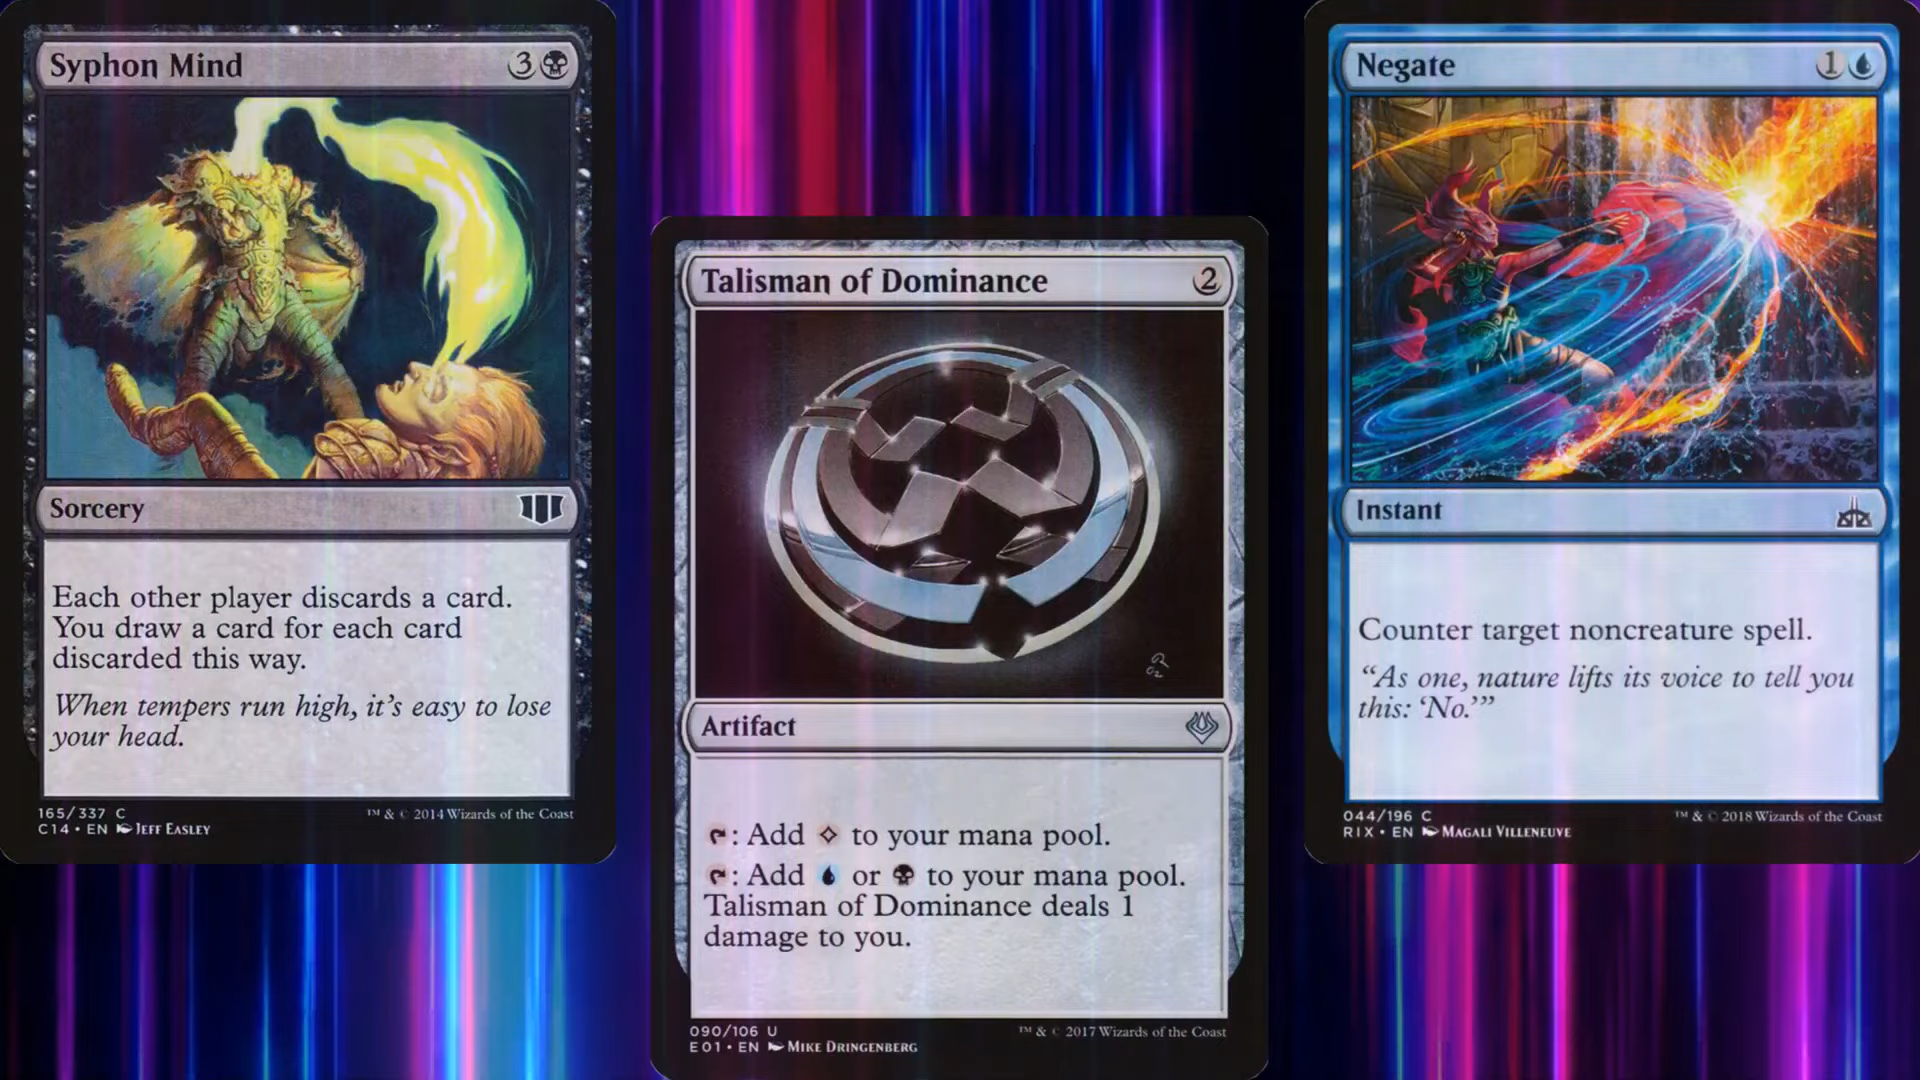 Syphon Mind
3
Sorcery
Each other player discards a card.
You draw a card for each card
discarded this way.
When tempers run high, it's easy to lose
your head.
165/337 C
C14 • EN Jeff Easley
™ & © 2014 Wizards of the Coast
Talisman of Dominance
2
Artifact
: Add to your mana pool.
: Add or to your mana pool.
Talisman of Dominance deals 1
damage to you.
090/106 U
E01 • EN Mike Dringenberg
™ & © 2017 Wizards of the Coast
Negate
1
Instant
Counter target noncreature spell.
“As one, nature lifts its voice to tell you
this: ‘No.’”
044/196 C
RIX • EN Magali Villeneuve
™ & © 2018 Wizards of the Coast